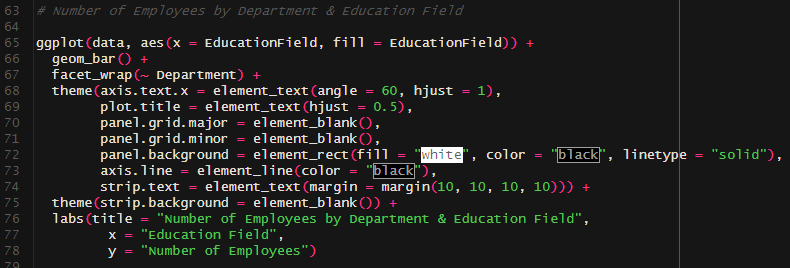 63 # Number of Employees by Department & Education Field
64
65 ggplot(data, aes(x = EducationField, fill = EducationField)) +
66   geom_bar() +
67   facet_wrap(~ Department) +
68   theme(axis.text.x = element_text(angle = 60, hjust = 1),
69         plot.title = element_text(hjust = 0.5),
70         panel.grid.major = element_blank(),
71         panel.grid.minor = element_blank(),
72         panel.background = element_rect(fill = "white", color = "black", linetype = "solid"),
73         axis.line = element_line(color = "black"),
74         strip.text = element_text(margin = margin(10, 10, 10, 10))) +
75   theme(strip.background = element_blank()) +
76   labs(title = "Number of Employees by Department & Education Field",
77          x = "Education Field",
78          y = "Number of Employees")
79